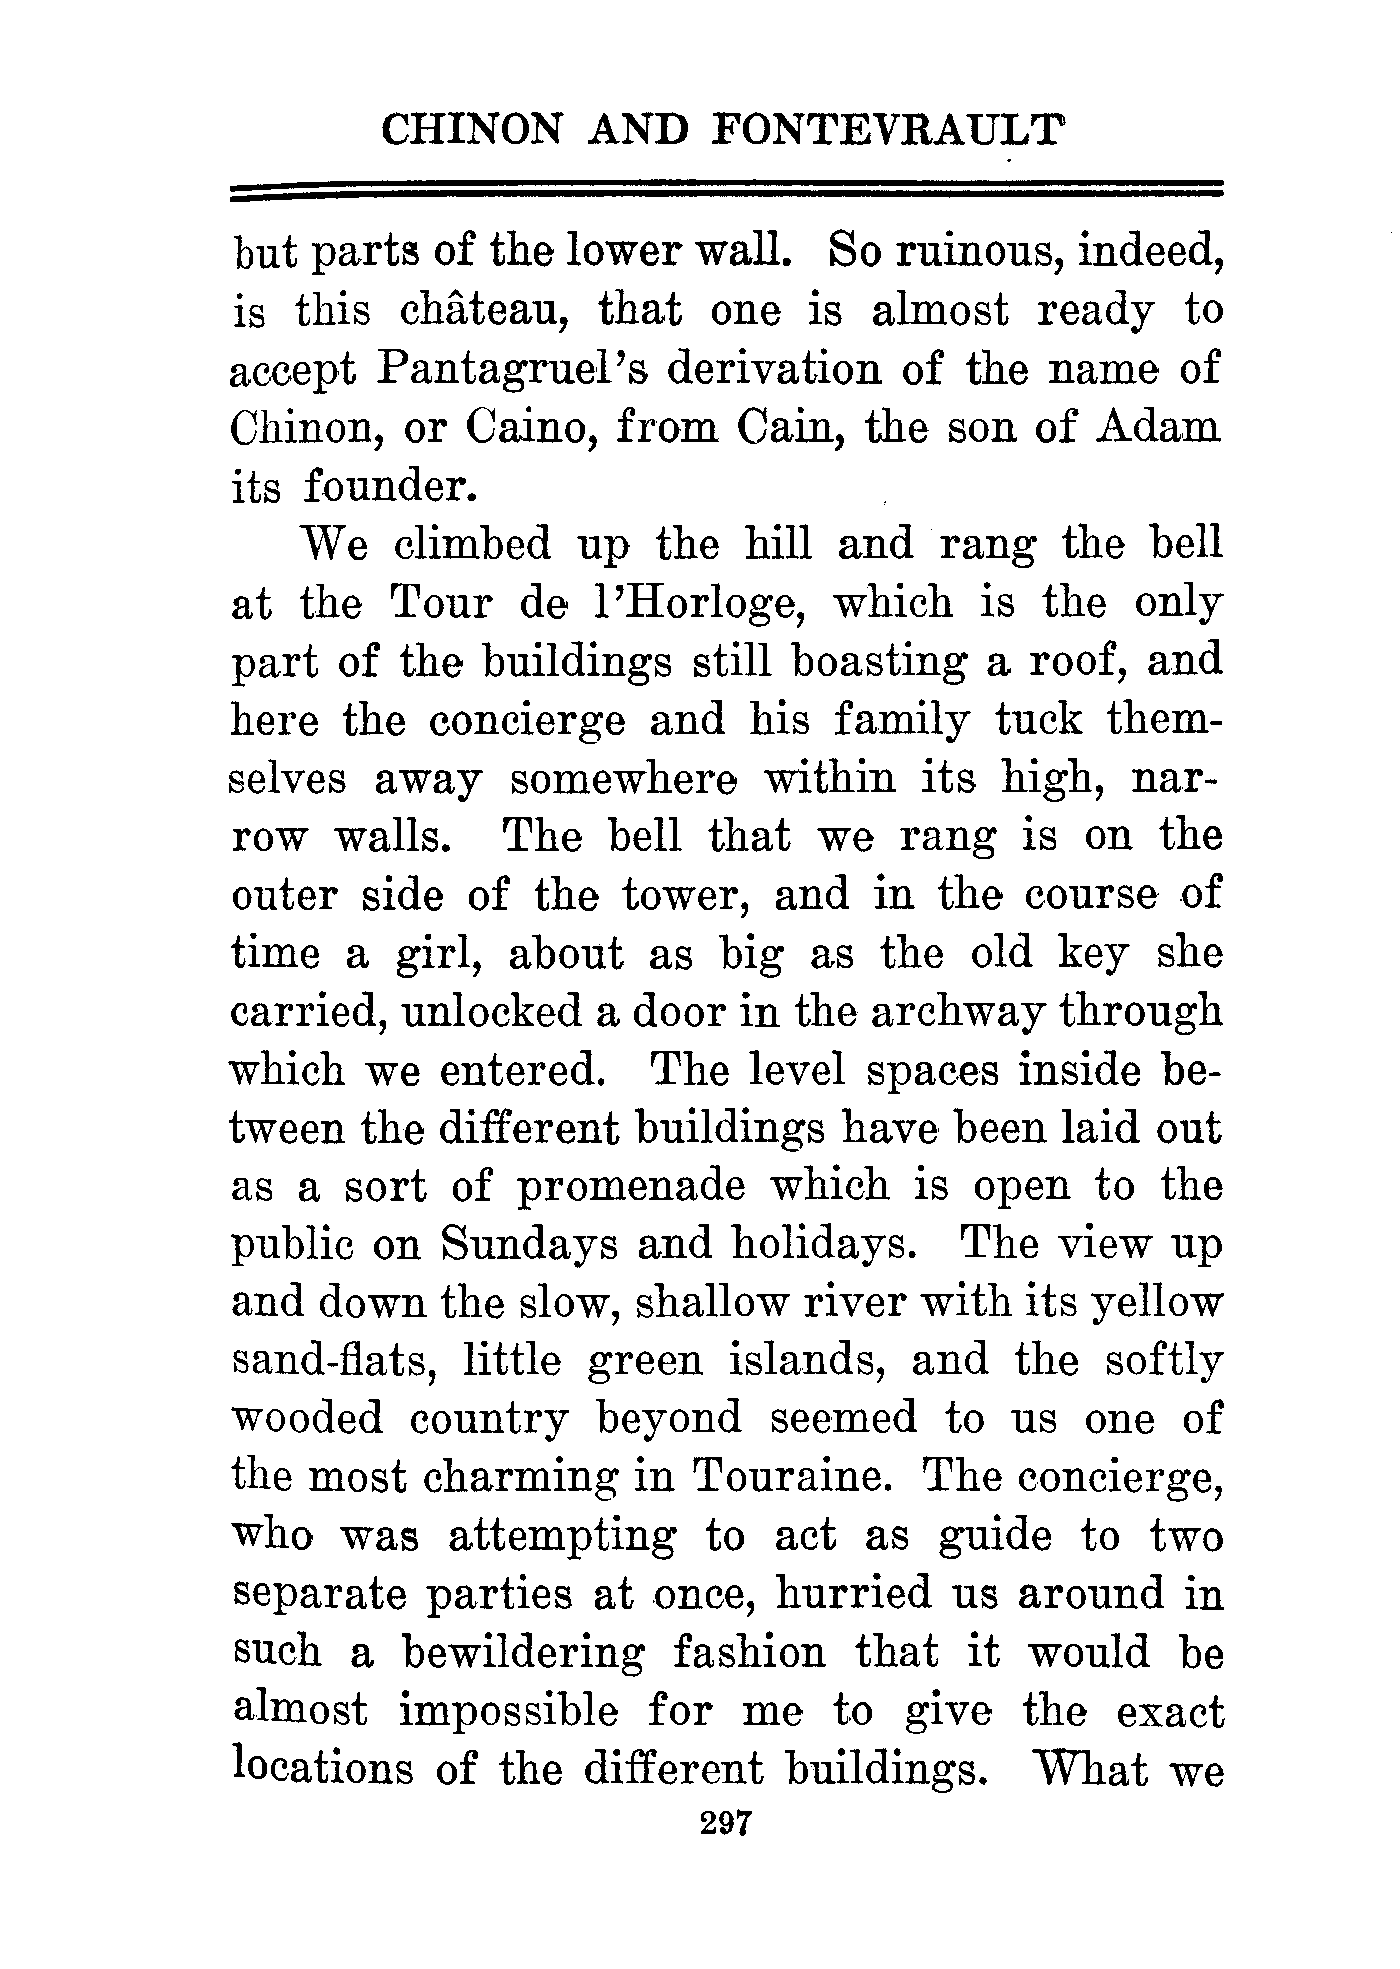 CHINON AND FONTEVRAULT
but parts of the lower wall. So ruinous, indeed,
is this château, that one is almost ready to
accept Pantagruel's derivation of the name of
Chinon, or Caino, from Cain, the son of Adam
its founder.
We climbed up the hill and rang the bell
at the Tour de l'Horloge, which is the only
part of the buildings still boasting a roof, and
here the concierge and his family tuck them-
selves away somewhere within its high, nar-
row walls. The bell that we rang is on the
outer side of the tower, and in the course of
time a girl, about as big as the old key she
carried, unlocked a door in the archway through
which we entered. The level spaces inside be-
tween the different buildings have been laid out
as a sort of promenade which is open to the
public on Sundays and holidays. The view up
and down the slow, shallow river with its yellow
sand-flats, little green islands, and the softly
wooded country beyond seemed to us one of
the most charming in Touraine. The concierge,
who was attempting to act as guide to two
separate parties at once, hurried us around in
such a bewildering fashion that it would be
almost impossible for me to give the exact
locations of the different buildings. What we
297